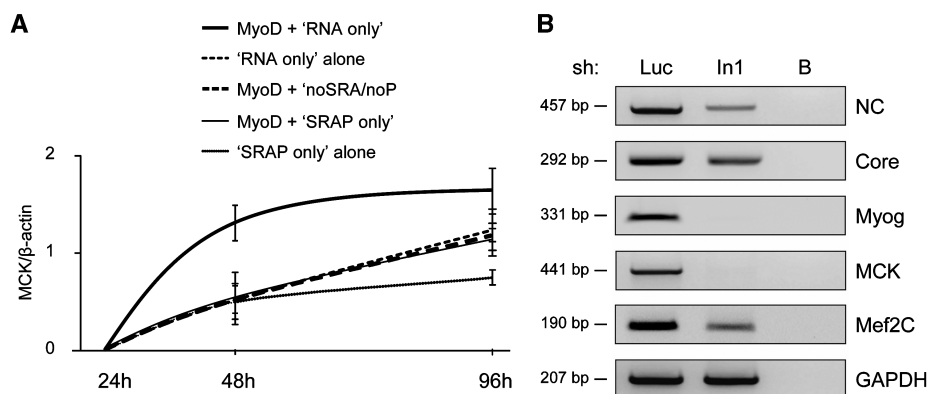 A
MyoD + ‘RNA only’
‘RNA only’ alone
MyoD + ‘noSRA/noP
MyoD + ‘SRAP only’
‘SRAP only’ alone
MCK/β-actin
2
1
0
24h 48h 96h
B
sh: Luc In1 B
457 bp NC
292 bp Core
331 bp Myog
441 bp MCK
190 bp Mef2C
207 bp GAPDH